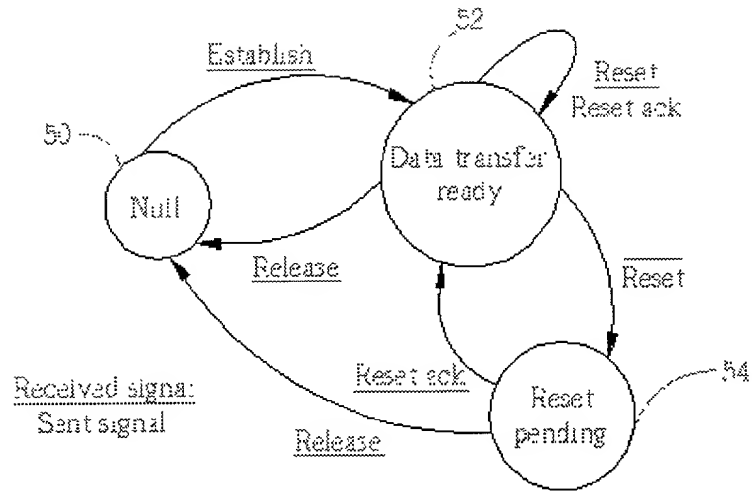 52
Establish
Reset
Reset ack
50
Data transfer
ready
Null
Release
Reset
Reset ack
54
Received signal
Sent signal
Reset
pending
Release